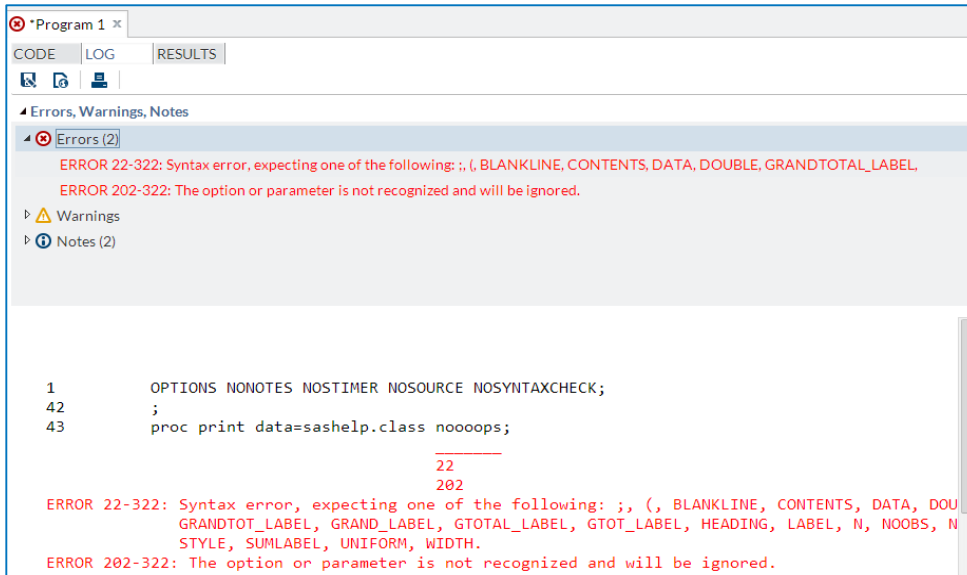 *Program 1 ×
CODE LOG RESULTS
Errors, Warnings, Notes
Errors (2)
ERROR 22-322: Syntax error, expecting one of the following: ;, (, BLANKLINE, CONTENTS, DATA, DOUBLE, GRANDTOTAL_LABEL,
ERROR 202-322: The option or parameter is not recognized and will be ignored.
Warnings
Notes (2)
1 OPTIONS NONOTES NOSTIMER NOSOURCE NOSYNTAXCHECK;
42 ;
43 proc print data=sashelp.class noooops;
_______
22
202
ERROR 22-322: Syntax error, expecting one of the following: ;, (, BLANKLINE, CONTENTS, DATA, DOU
GRANDTOT_LABEL, GRAND_LABEL, GTOTAL_LABEL, GTOT_LABEL, HEADING, LABEL, N, NOOBS, N
STYLE, SUMLABEL, UNIFORM, WIDTH.
ERROR 202-322: The option or parameter is not recognized and will be ignored.